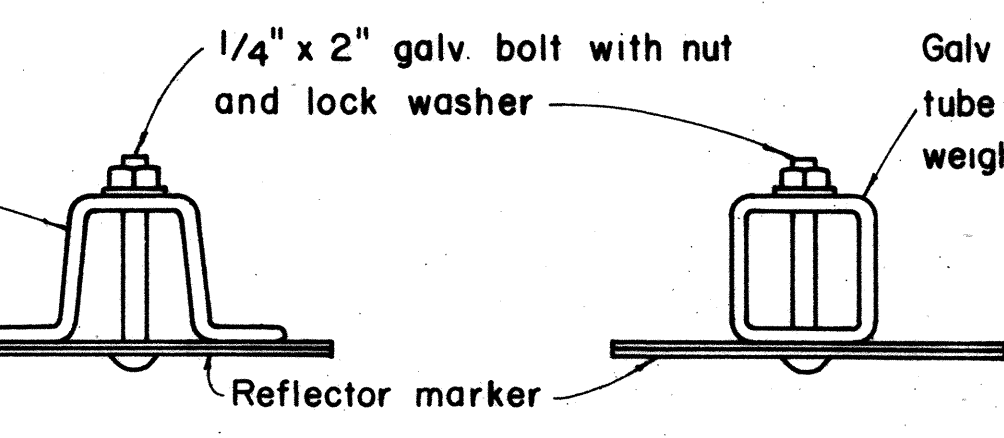 1/4" x 2" galv. bolt with nut
and lock washer
Galv
tube
Reflector marker